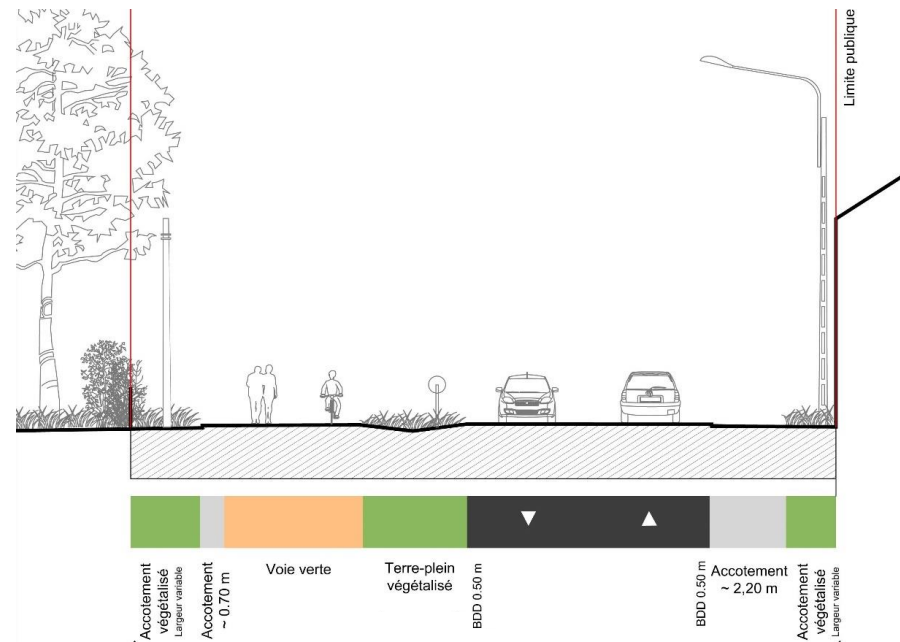 Limite publique
Accotement
végétalisé
Largeur variable
Accotement
~ 0.70 m
Voie verte
Terre-plein
végétalisé
BDD 0.50 m
BDD 0.50 m
Accotement
~ 2,20 m
Accotement
végétalisé
Largeur variable